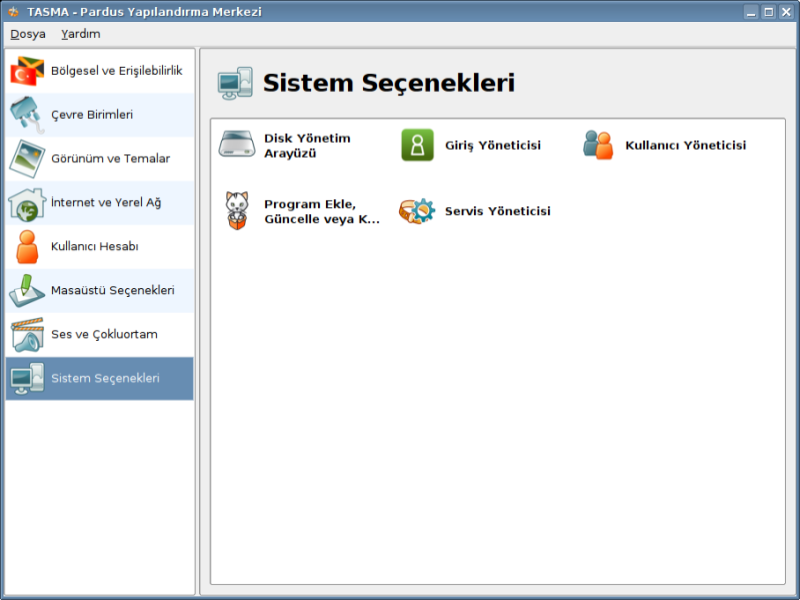 TASMA - Pardus Yapılandırma Merkezi
Dosya Yardım
Bölgesel ve Erişilebilirlik
Çevre Birimleri
Görünüm ve Temalar
İnternet ve Yerel Ağ
Kullanıcı Hesabı
Masaüstü Seçenekleri
Ses ve Çokluortam
Sistem Seçenekleri
Sistem Seçenekleri
Disk Yönetim
Arayüzü
Giriş Yöneticisi
Kullanıcı Yöneticisi
Program Ekle,
Güncelle veya K...
Servis Yöneticisi